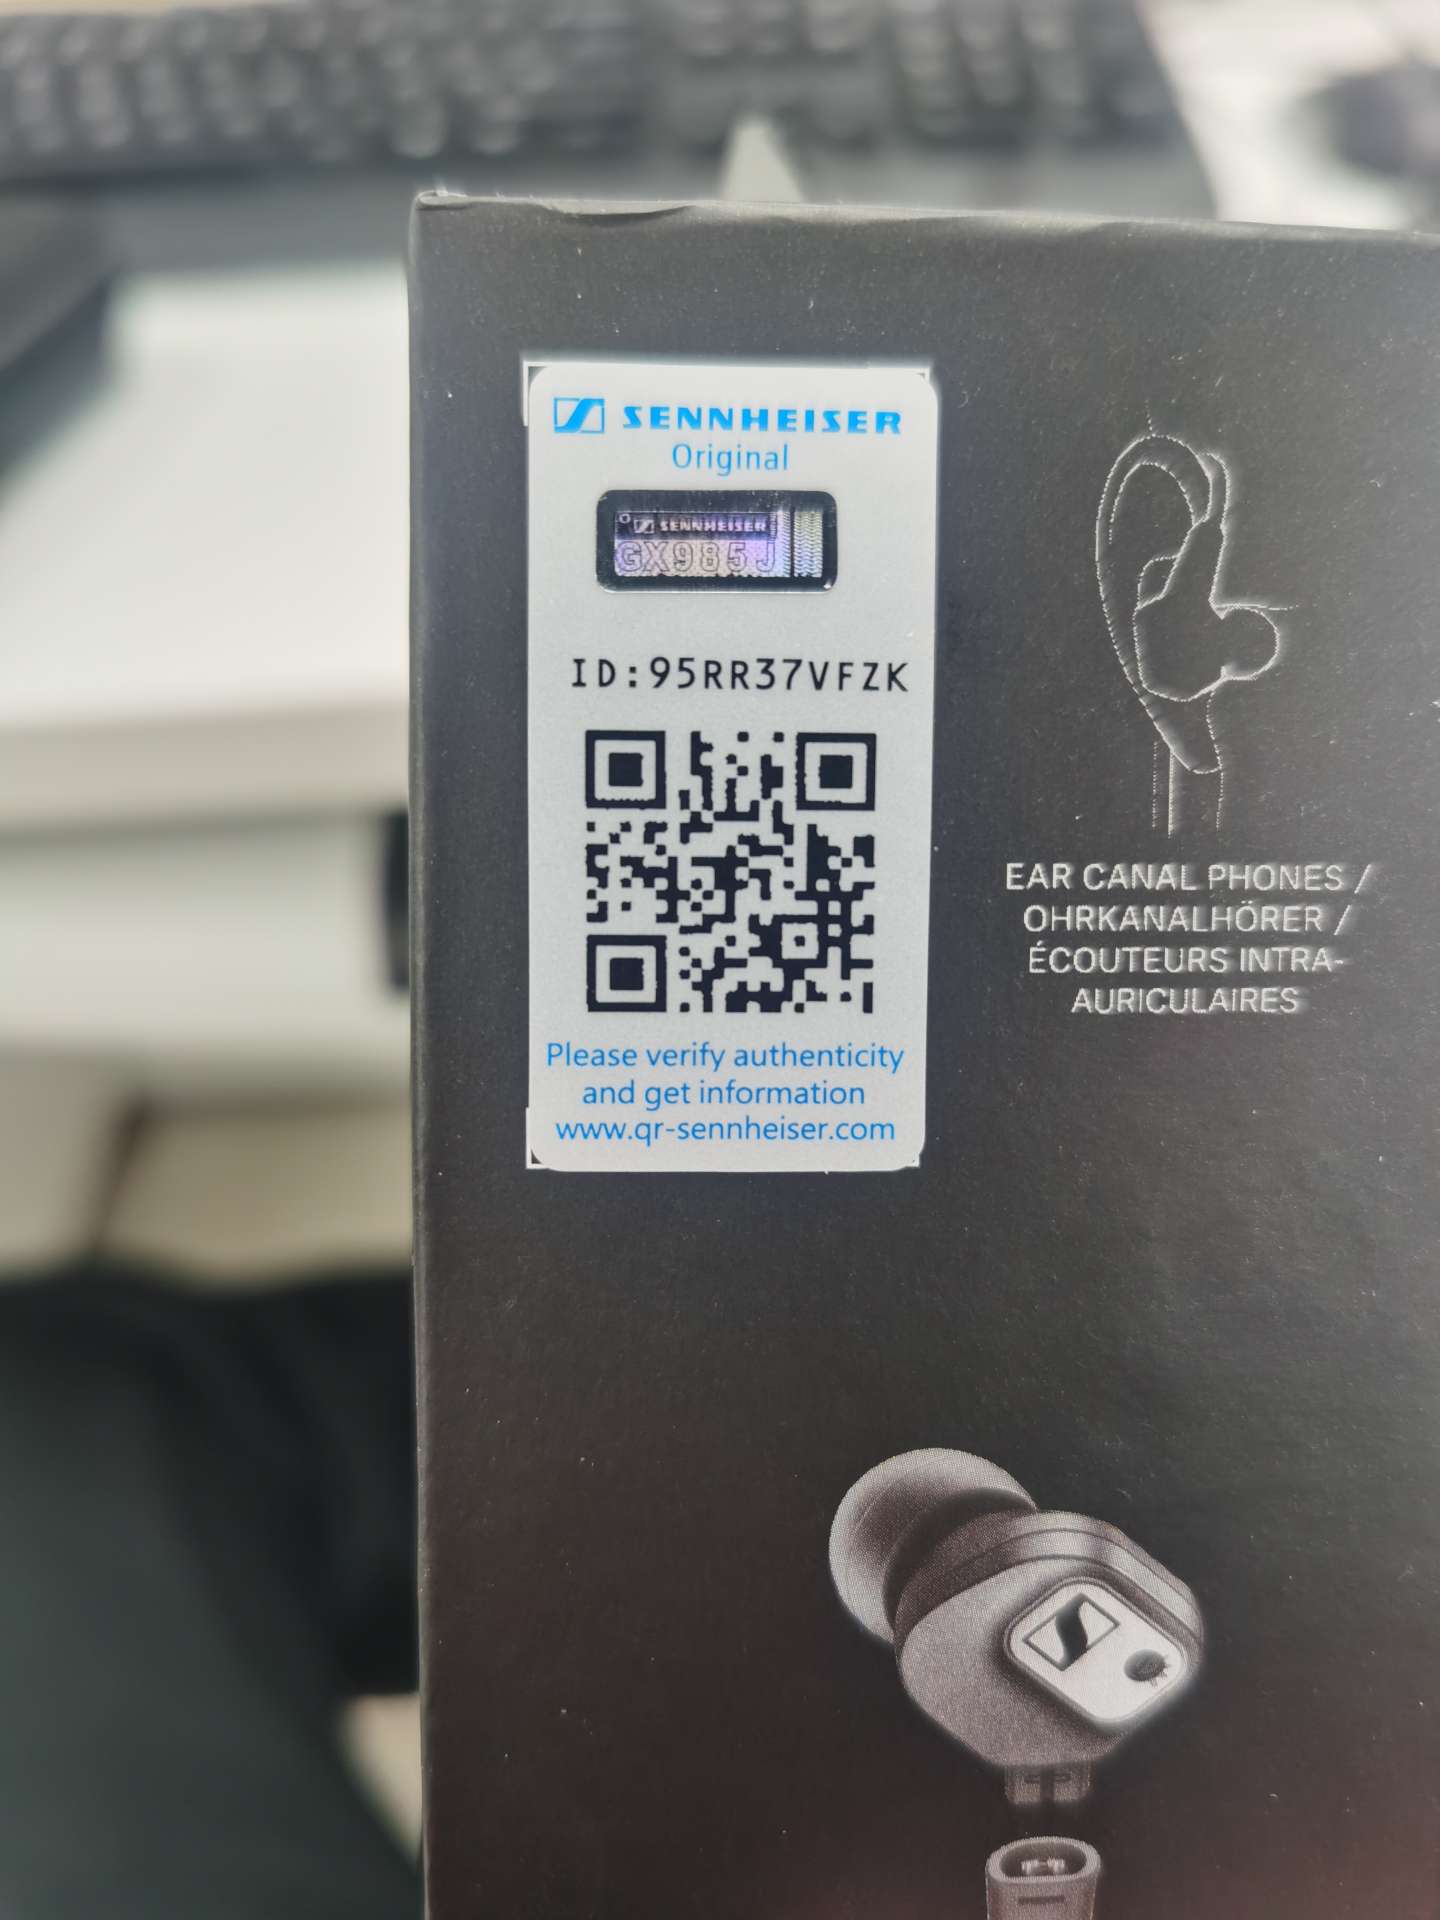 SENNHEISER
Original
SENNHEISER
GX985J
ID:95RR37VFZK
Please verify authenticity
and get information
www.qr-sennheiser.com
EAR CANAL PHONES /
OHRKANALHÖRER /
ÉCOUTEURS INTRA-
AURICULAIRES